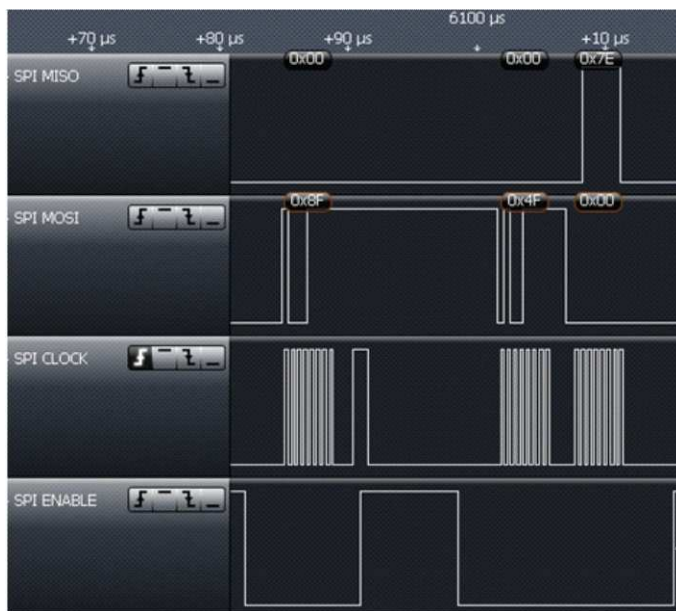 6100 µs
+70 µs +80 µs +90 µs +10 µs
0x00 0x00 0x7E
SPI MISO
0x8F 0x4F 0x00
SPI MOSI
SPI CLOCK
SPI ENABLE